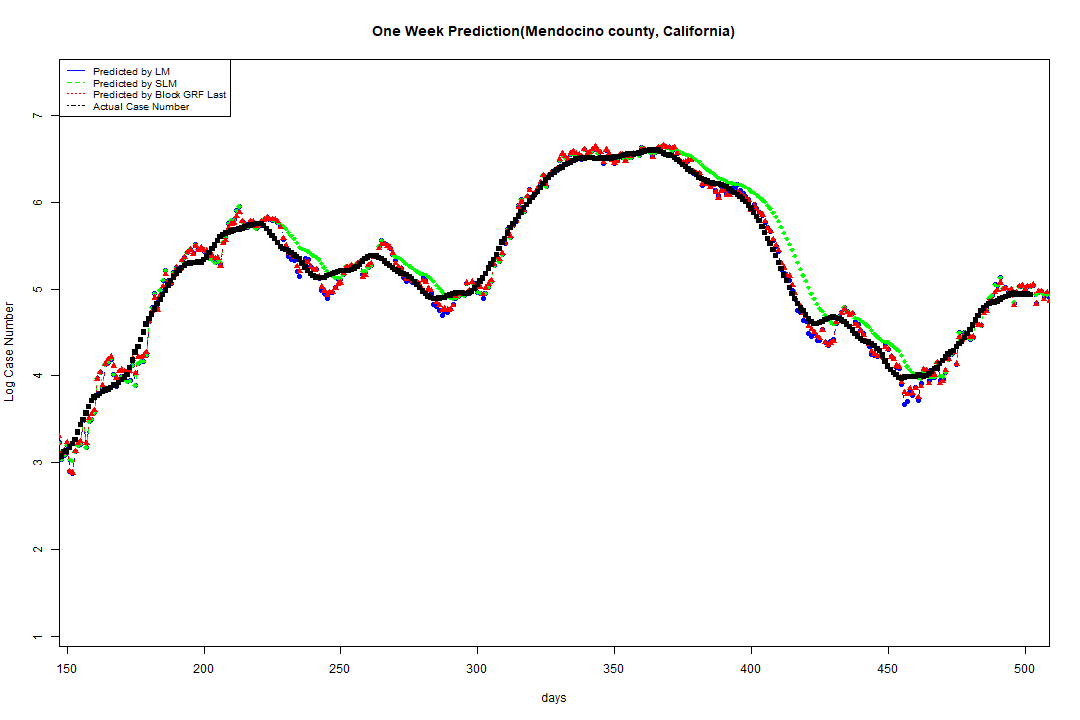 One Week Prediction(Mendocino county, California)
Predicted by LM
Predicted by SLM
Predicted by Block GRF Last
Actual Case Number
Log Case Number
7
6
5
4
3
2
1
150 200 250 300 350 400 450 500
days